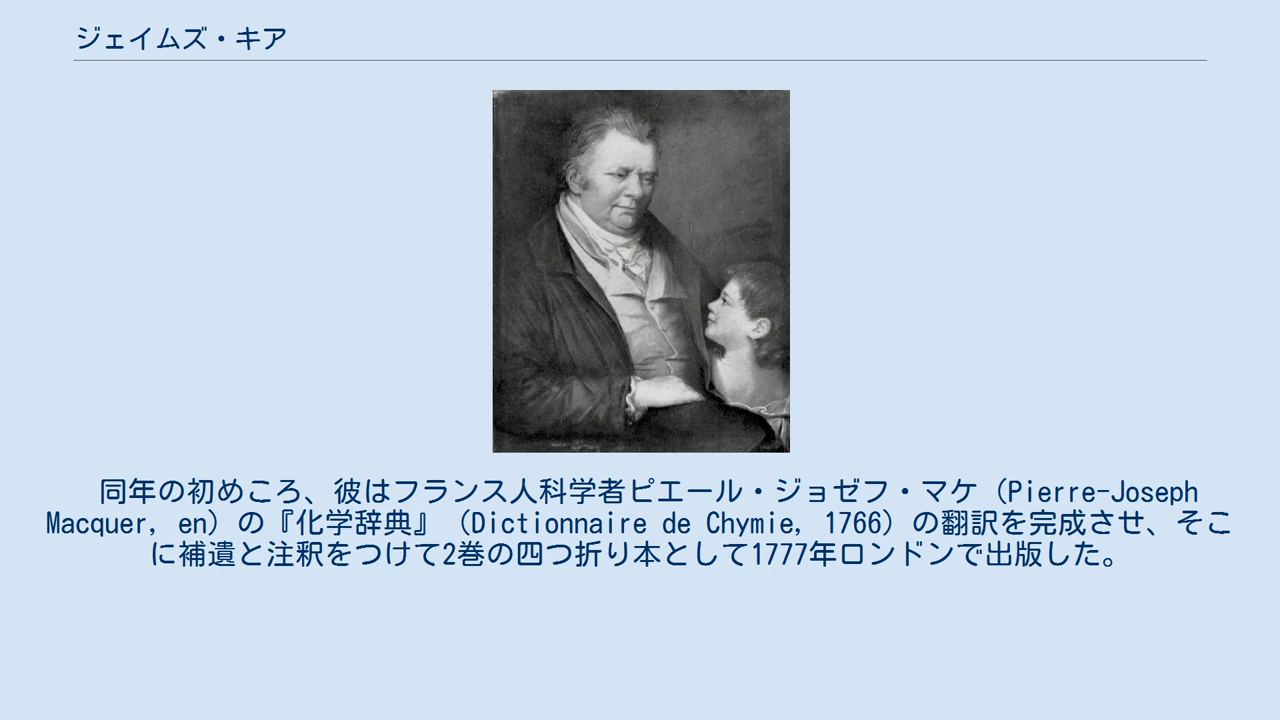 ジェイムズ・キア
同年の初めころ、彼はフランス人科学者ピエール・ジョゼフ・マケ（Pierre-Joseph
Macquer, en）の『化学辞典』（Dictionnaire de Chymie, 1766）の翻訳を完成させ、そこ
に補遺と注釈をつけて2巻の四つ折り本として1777年ロンドンで出版した。